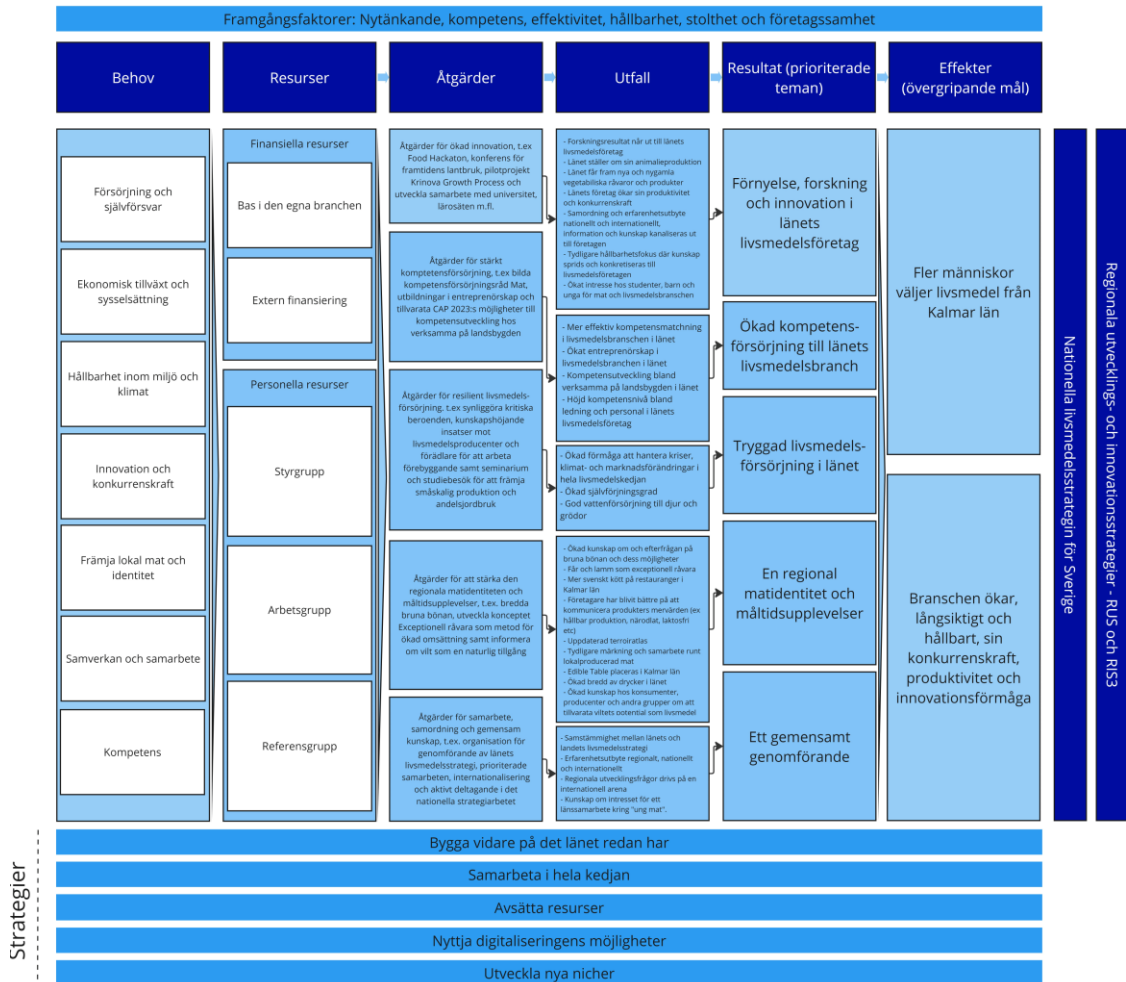 Framgångsfaktorer: Nytänkande, kompetens, effektivitet, hållbarhet, stolthet och företagssamhet
Behov
Resurser
Åtgärder
Utfall
Resultat (prioriterade
teman)
Effekter
(övergripande mål)
Försörjning och
självförsvar
Ekonomisk tillväxt och
sysselsättning
Hållbarhet inom miljö och
klimat
Innovation och
konkurrenskraft
Främja lokal mat och
identitet
Samverkan och samarbete
Kompetens
Finansiella resurser
Bas i den egna branchen
Extern finansiering
Personella resurser
Styrgrupp
Arbetsgrupp
Referensgrupp
Åtgärder för ökad innovation, t.ex
Food Hackaton, konferens för
framtidens lantbruk, pilotprojekt
Krinova Growth Process och
utveckla samarbete med universitet,
lärosäten m.fl.
Åtgärder för stärkt
komptetensförsörjning, t.ex bilda
kompetensförsörjningsråd Mat,
utbildningar i entreprenörskap och
tillvarata CAP 2023:s möjligheter till
kompetensutveckling hos
verksamma på landsbygden
Åtgärder för resilient livsmedels-
försörjning, t.ex synliggöra kritiska
beroenden, kunskapshöjande
insatser mot
livsmedelsproducenter och
förädlare för att arbeta
förebyggande samt seminarium
och studiebesök för att främja
småskalig produktion och
andelsjordbruk
Åtgärder för att stärka den
regionala matidentiteten och
måltidsupplevelser, t.ex. bredda
bruna bönan, utveckla konceptet
Exceptionell råvara som metod för
ökad omsättning samt informera
om vilt som en naturlig tillgång
Åtgärder för samarbete,
samordning och gemensam
kunskap, t.ex. organisation för
genomförande av länets
livsmedelsstrategi, prioriterade
samarbeten, internationalisering
och aktivt deltagande i det
nationella strategiarbetet
- Forskningsresultat når ut till länets
livsmedelsföretag
- Länet ställer om sin animalieproduktion
- Länet får fram nya och nygamla
vegetabiliska råvaror och produkter
- Länets företag ökar sin produktivitet
och konkurrenskraft
- Samordning och erfarenhetsutbyte
nationellt och internationellt,
information och kunskap kanaliseras ut
till företagen
- Tydligare hållbarhetsfokus där kunskap
sprids och konkretiseras till
livsmedelsföretagen
- Ökat intresse hos studenter, barn och
unga för mat och livsmedelsbranschen
- Mer effektiv kompetensmatchning
i livsmedelsbranschen i länet
- Ökat entreprenörskap i
livsmedelsbranchen i länet
- Kompetensutveckling bland
verksamma på landsbygden i länet
- Höjd kompetensnivå bland
ledning och personal i länets
livsmedelsföretag
- Ökad förmåga att hantera kriser,
klimat- och marknadsförändringar i
hela livsmedelskedjan
- Ökad självförjningsgrad
- God vattenförsörjning till djur och
grödor
- Ökad kunskap om och efterfrågan på
bruna bönan och dess möjligheter
- Får och lamm som exceptionell råvara
- Mer svenskt kött på restauranger i
Kalmar län
- Företagare har blivit bättre på att
kommunicera produkters mervärden (ex
hållbar produktion, närodlat, laktosfri
etc)
- Uppdaterad terroiratlas
- Tydligare märkning och samarbete runt
lokalproducerad mat
- Edible Table placeras i Kalmar län
- Ökad bredd av drycker i länet
- Ökad kunskap hos konsumenter,
producenter och andra grupper om att
tillvarata viltets potential som livsmedel
- Samstämmighet mellan länets och
landets livsmedelsstrategi
- Erfarenhetsutbyte regionalt, nationellt
och internationellt
- Regionala utvecklingsfrågor drivs på en
internationell arena
- Kunskap om intresset för ett
länssamarbete kring "ung mat".
Förnyelse, forskning
och innovation i
länets
livsmedelsföretag
Ökad kompetens-
försörjning till länets
livsmedelsbranch
Tryggad livsmedels-
försörjning i länet
En regional
matidentitet och
måltidsupplevelser
Ett gemensamt
genomförande
Fler människor
väljer livsmedel från
Kalmar län
Branschen ökar,
långsiktigt och
hållbart, sin
konkurrenskraft,
produktivitet och
innovationsförmåga
Nationella livsmedelsstrategin för Sverige
Regionala utvecklings- och innovationsstrategier - RUS och RIS3
Strategier
Bygga vidare på det länet redan har
Samarbeta i hela kedjan
Avsätta resurser
Nyttja digitaliseringens möjligheter
Utveckla nya nicher